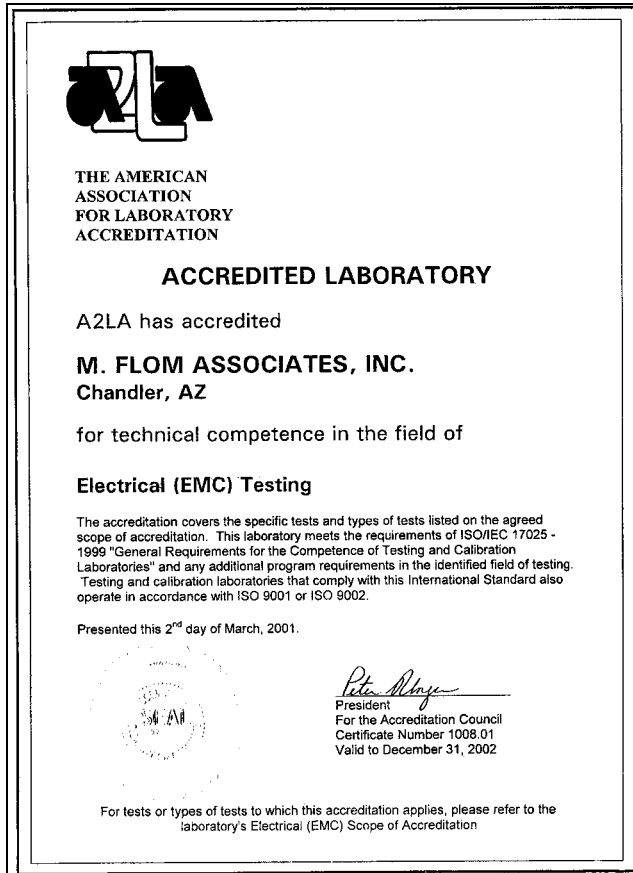 A2LA
THE AMERICAN
ASSOCIATION
FOR LABORATORY
ACCREDITATION
ACCREDITED LABORATORY
A2LA has accredited
M. FLOM ASSOCIATES, INC.
Chandler, AZ
for technical competence in the field of
Electrical (EMC) Testing
The accreditation covers the specific tests and types of tests listed on the agreed
scope of accreditation. This laboratory meets the requirements of ISO/IEC 17025 -
1999 "General Requirements for the Competence of Testing and Calibration
Laboratories" and any additional program requirements in the identified field of testing.
Testing and calibration laboratories that comply with this International Standard also
operate in accordance with ISO 9001 or ISO 9002.
Presented this 2nd day of March, 2001.
SEAL
President
For the Accreditation Council
Certificate Number 1008.01
Valid to December 31, 2002
For tests or types of tests to which this accreditation applies, please refer to the
laboratory's Electrical (EMC) Scope of Accreditation